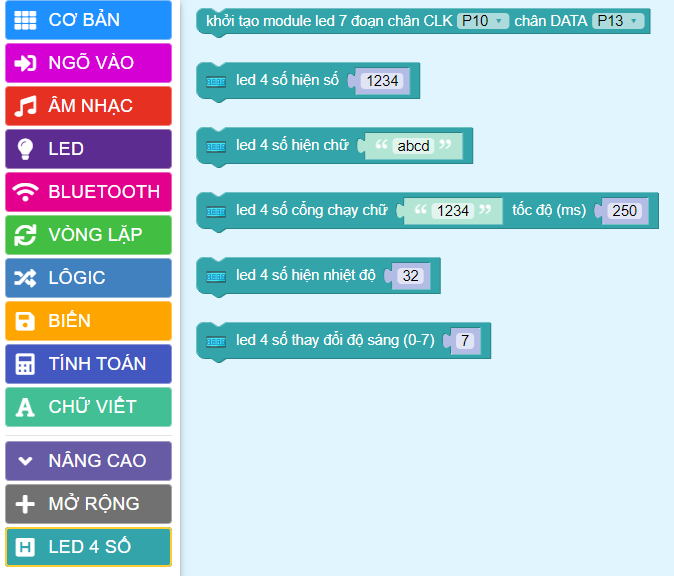 CƠ BẢN
NGÕ VÀO
ÂM NHẠC
LED
BLUETOOTH
VÒNG LẶP
LÔGIC
BIẾN
TÍNH TOÁN
CHỮ VIẾT
NÂNG CAO
MỞ RỘNG
LED 4 SỐ
khởi tạo module led 7 đoạn chân CLK P10 chân DATA P13
led 4 số hiện số 1234
led 4 số hiện chữ “ abcd ”
led 4 số cổng chạy chữ “ 1234 ” tốc độ (ms) 250
led 4 số hiện nhiệt độ 32
led 4 số thay đổi độ sáng (0-7) 7